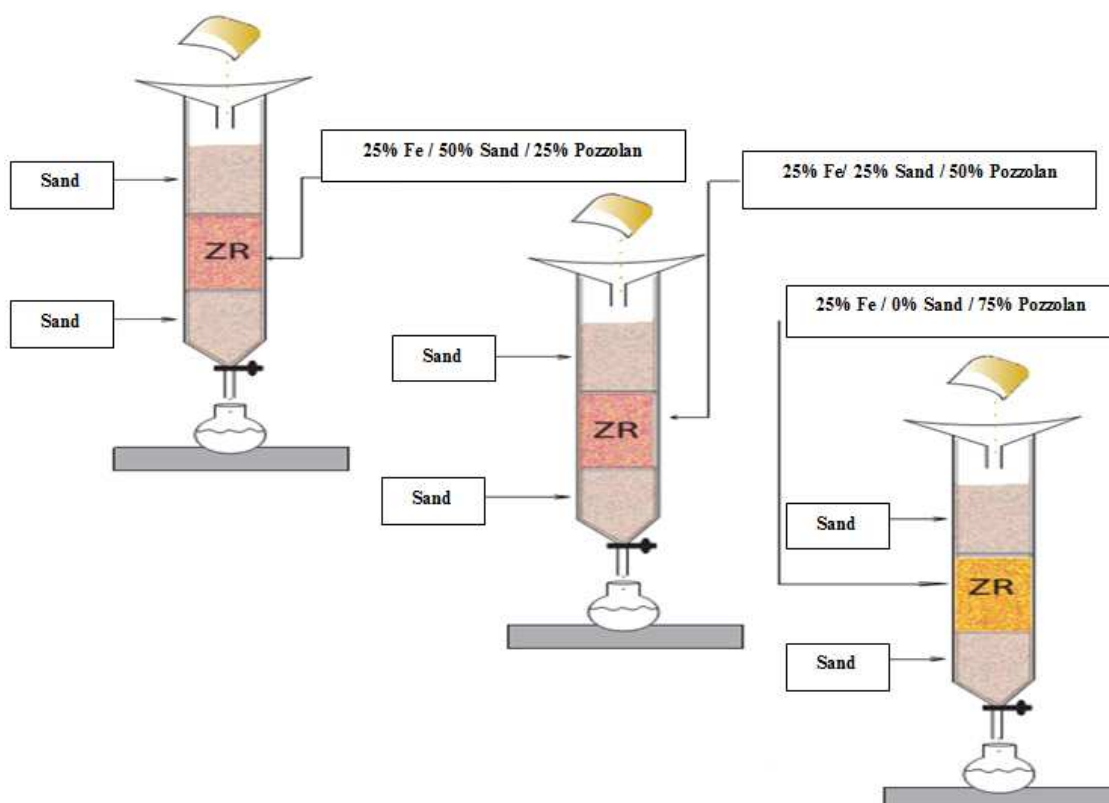 25% Fe / 50% Sand / 25% Pozzolan
Sand
ZR
Sand
25% Fe/ 25% Sand / 50% Pozzolan
Sand
ZR
Sand
25% Fe / 0% Sand / 75% Pozzolan
Sand
ZR
Sand